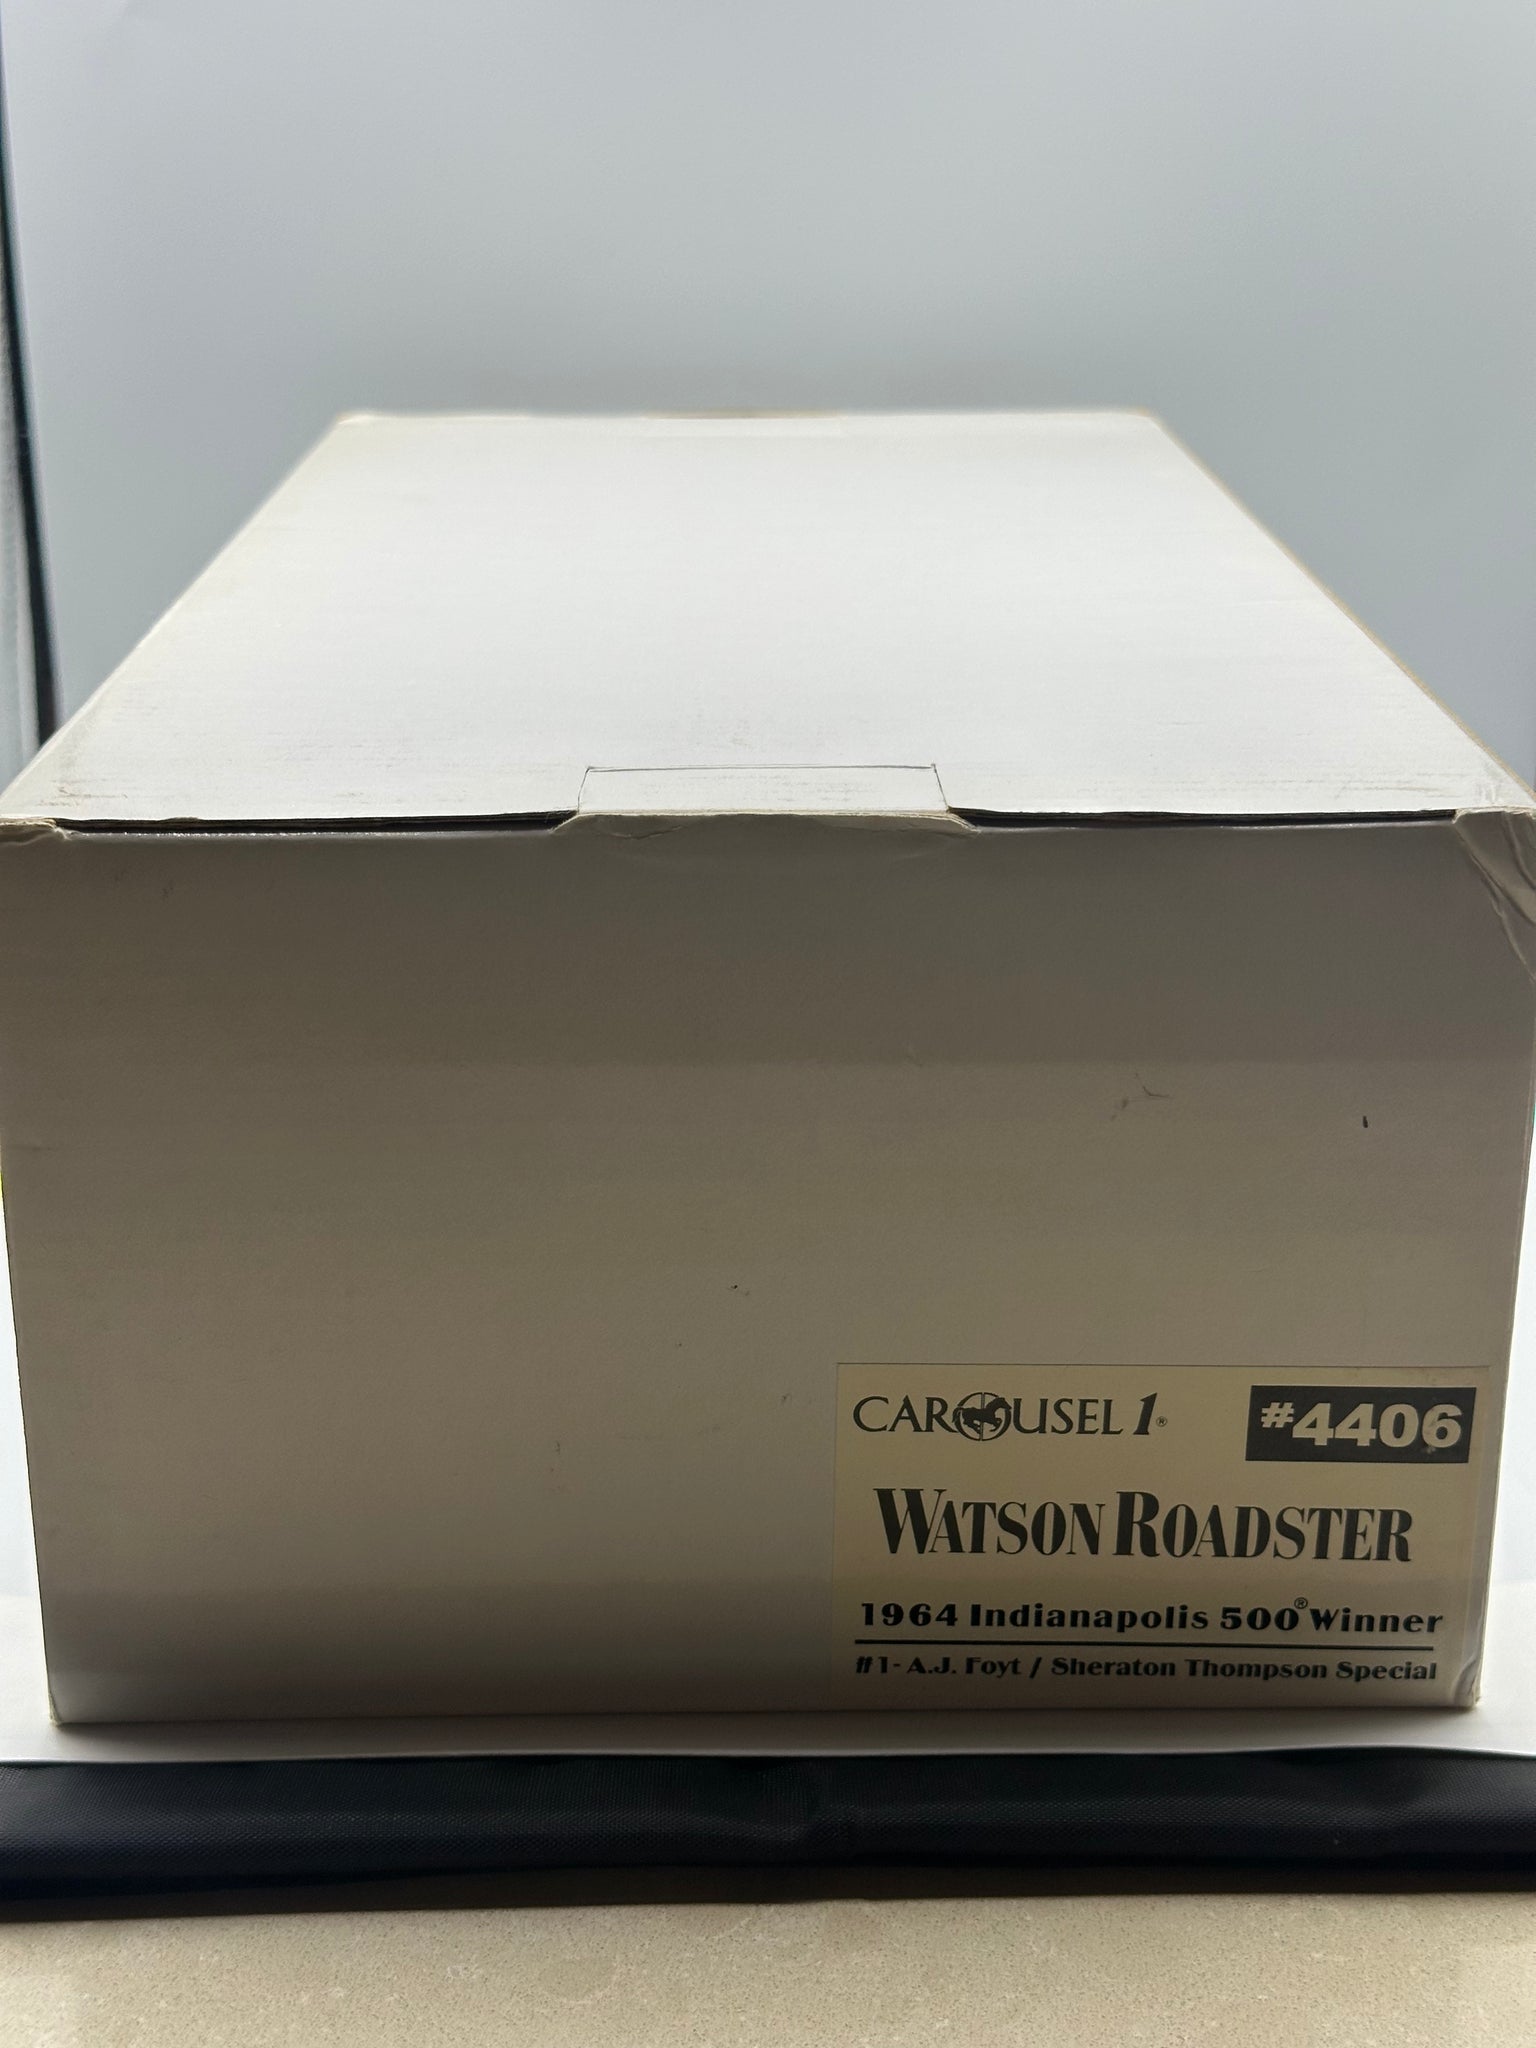 CAROUSEL 1®
#4406
WATSON ROADSTER
1964 Indianapolis 500® Winner
#1- A.J. Foyt / Sheraton Thompson Special